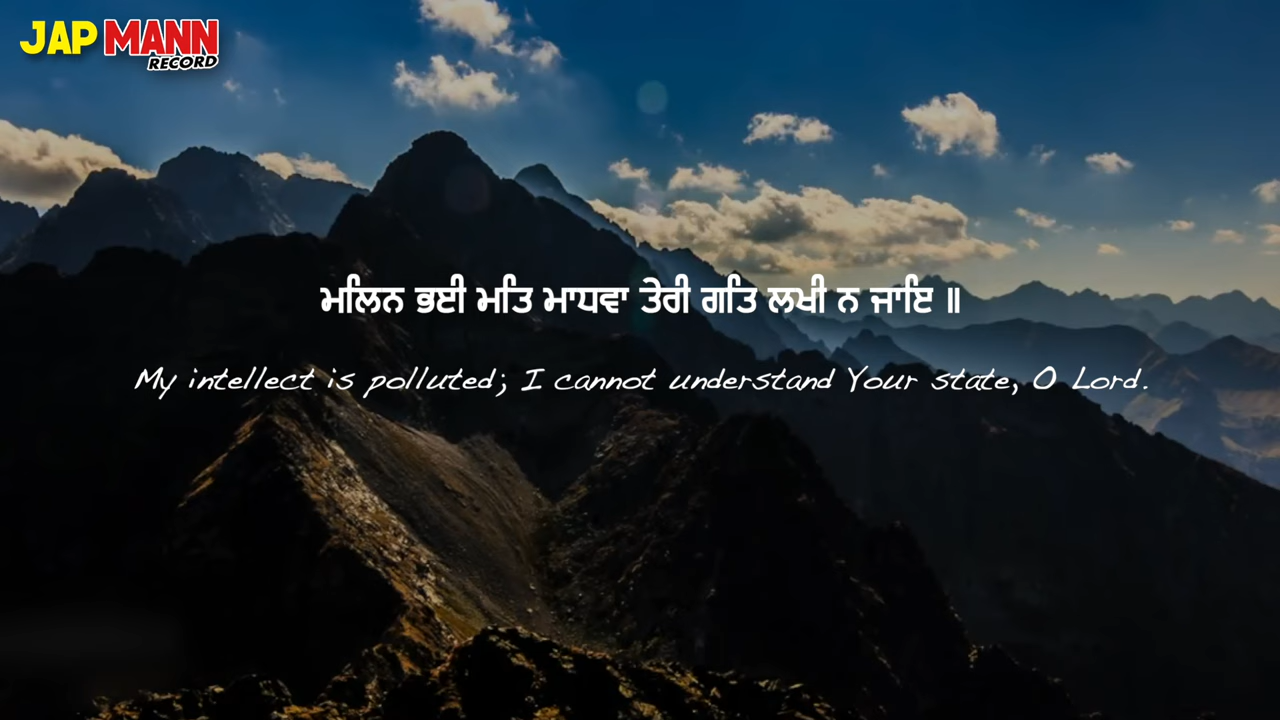 JAP MANN
RECORD
ਮਲਿਨ ਭਈ ਮਤਿ ਮਾਧਵਾ ਤੇਰੀ ਗਤਿ ਲਖੀ ਨ ਜਾਇ ॥
My intellect is polluted; I cannot understand Your state, O Lord.